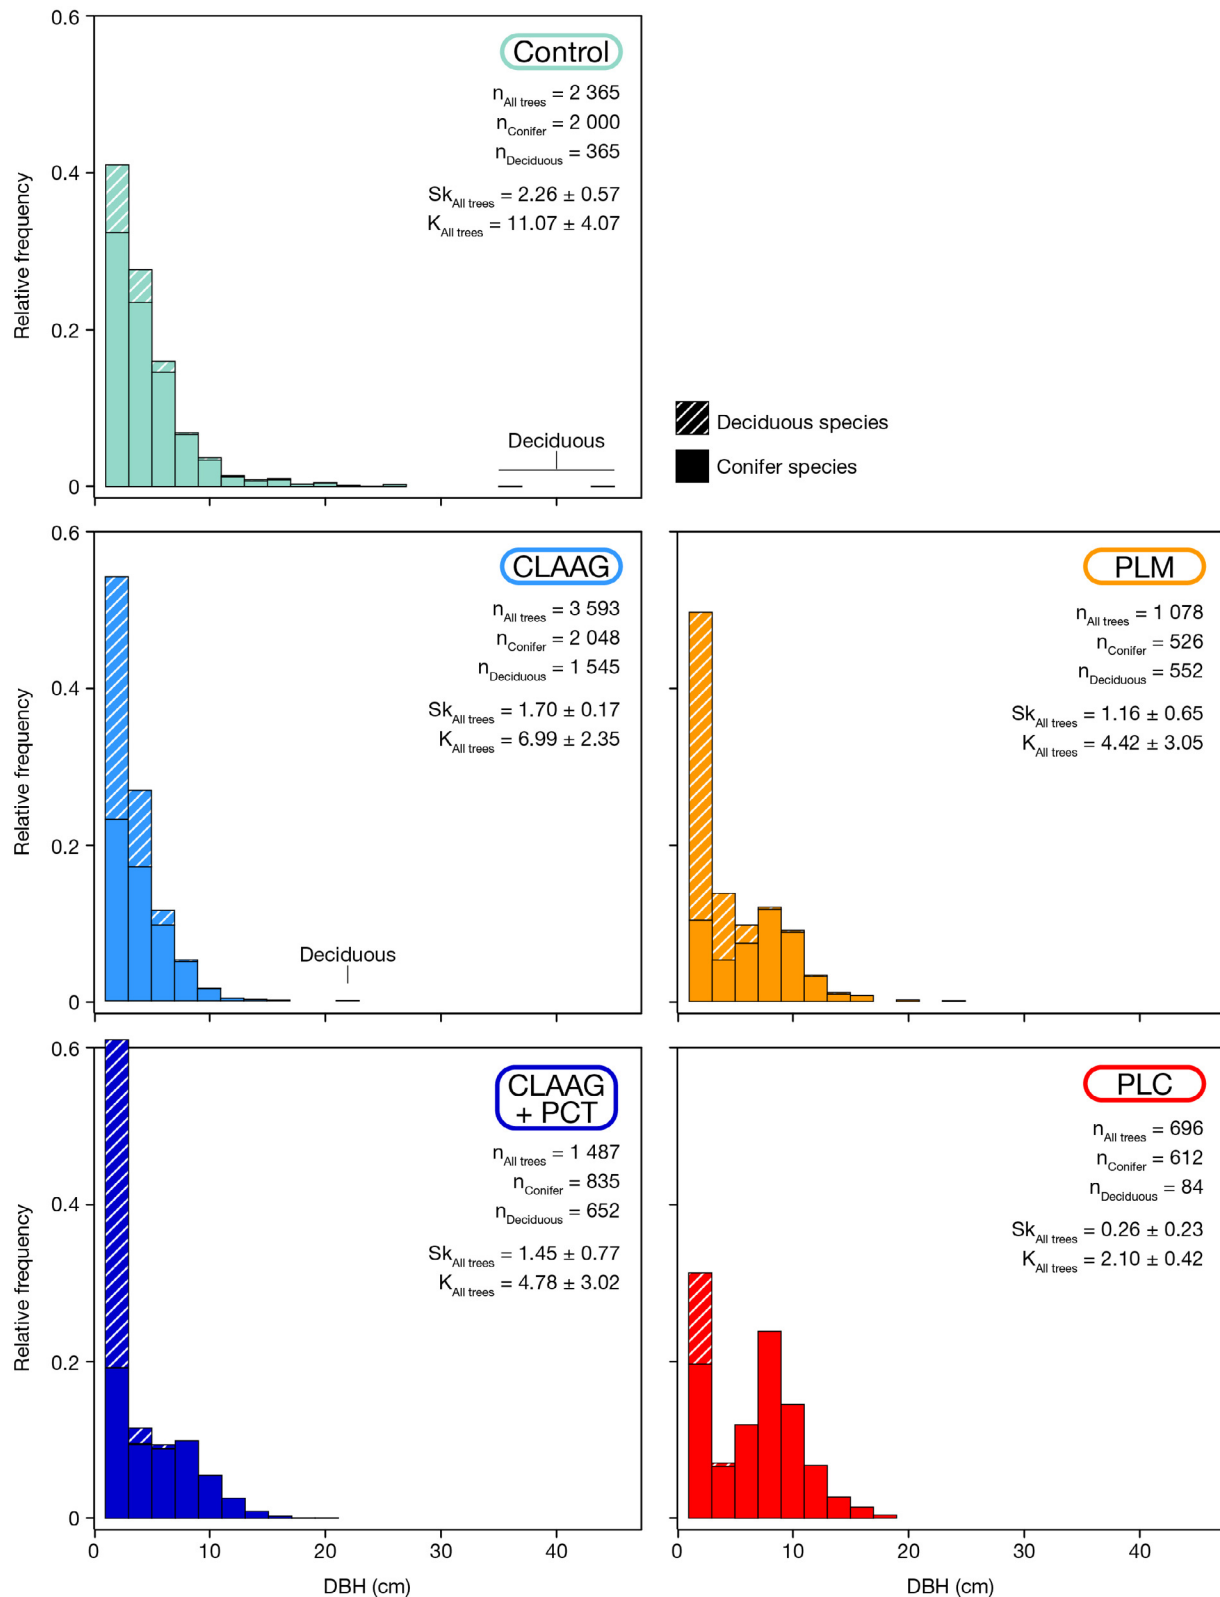 0.6
Control
nAll trees = 2 365
nConifer = 2 000
nDeciduous = 365
0.4
SkAll trees = 2.26 ± 0.57
KAll trees = 11.07 ± 4.07
Relative frequency
0.2
Deciduous
0
Deciduous species
Conifer species
0.6
CLAAG
nAll trees = 3 593
nConifer = 2 048
nDeciduous = 1 545
0.4
SkAll trees = 1.70 ± 0.17
KAll trees = 6.99 ± 2.35
Relative frequency
0.2
Deciduous
0
PLM
nAll trees = 1 078
nConifer = 526
nDeciduous = 552
SkAll trees = 1.16 ± 0.65
KAll trees = 4.42 ± 3.05
0.6
CLAAG
+ PCT
nAll trees = 1 487
nConifer = 835
nDeciduous = 652
0.4
SkAll trees = 1.45 ± 0.77
KAll trees = 4.78 ± 3.02
Relative frequency
0.2
0
0 10 20 30 40
DBH (cm)
PLC
nAll trees = 696
nConifer = 612
nDeciduous = 84
SkAll trees = 0.26 ± 0.23
KAll trees = 2.10 ± 0.42
0 10 20 30 40
DBH (cm)